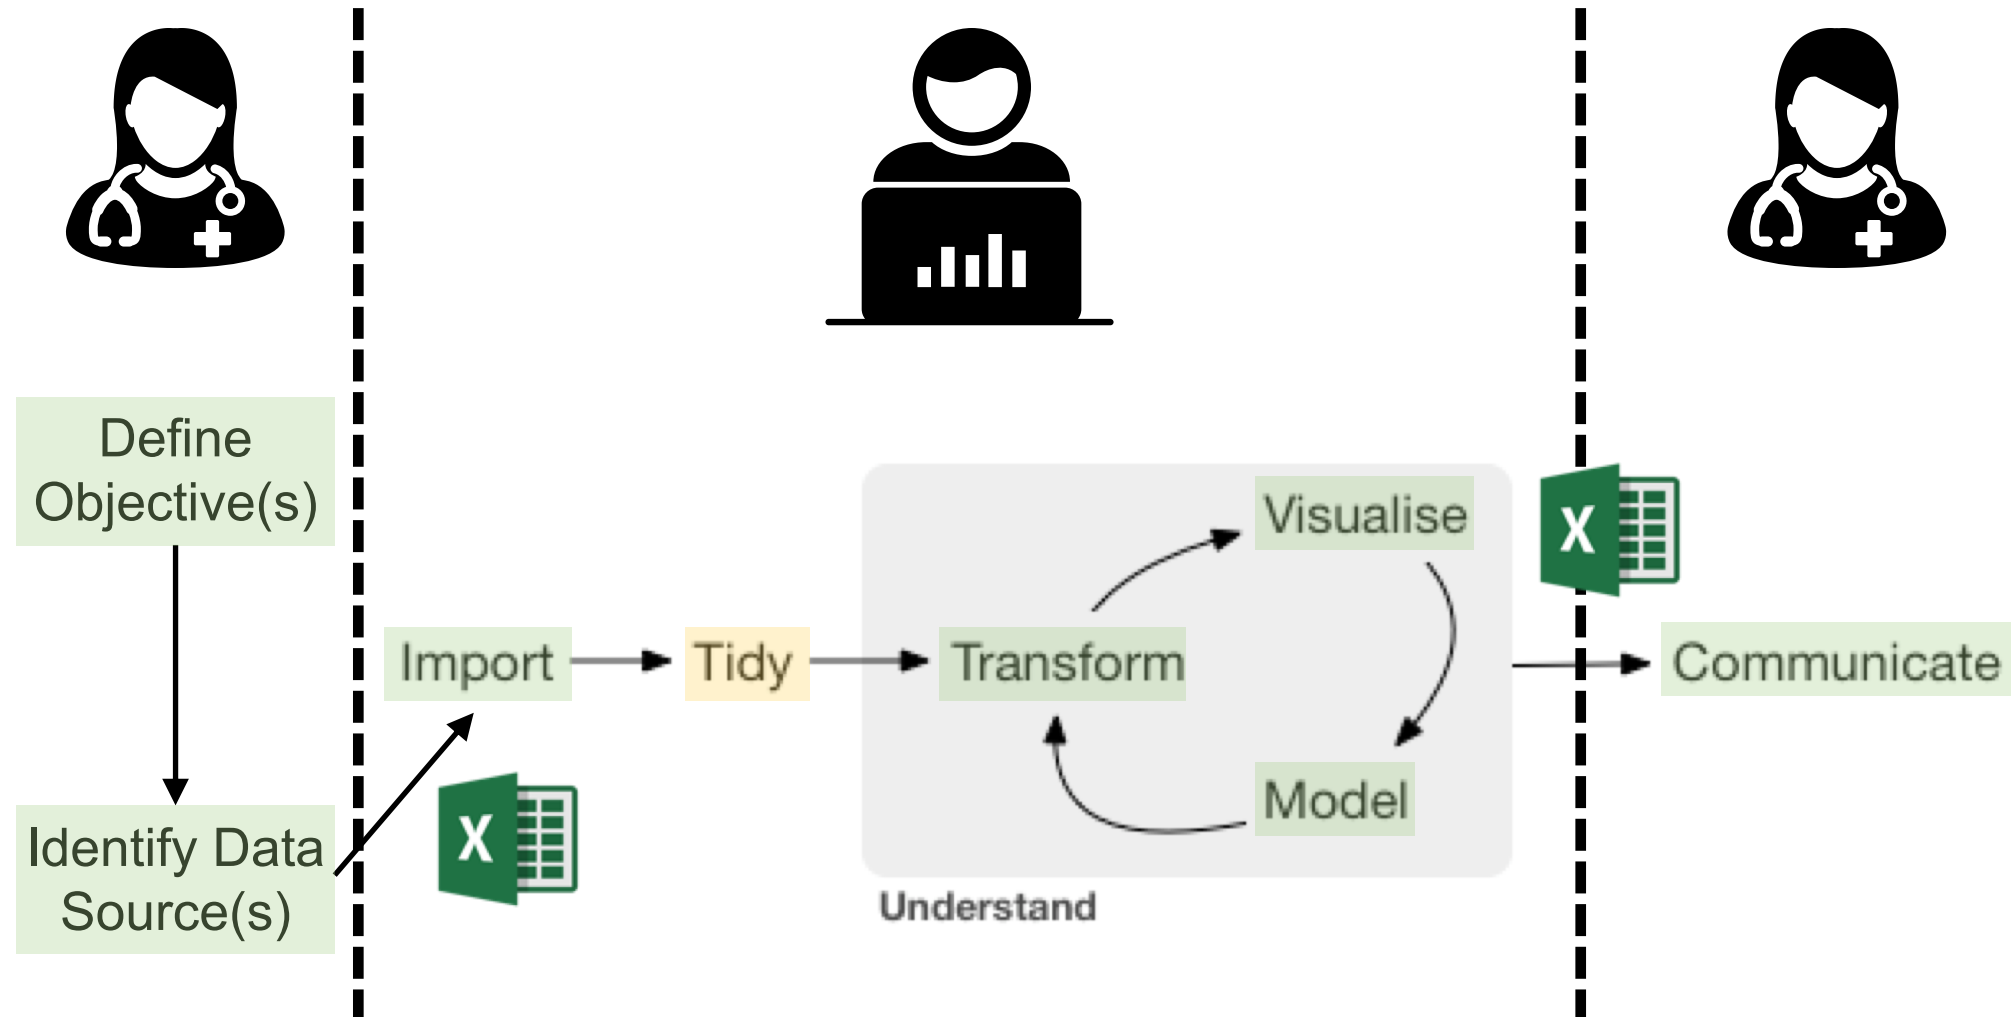 Define
Objective(s)
Identify Data
Source(s)
Import
Tidy
Transform
Visualise
Model
Understand
X
X
Communicate